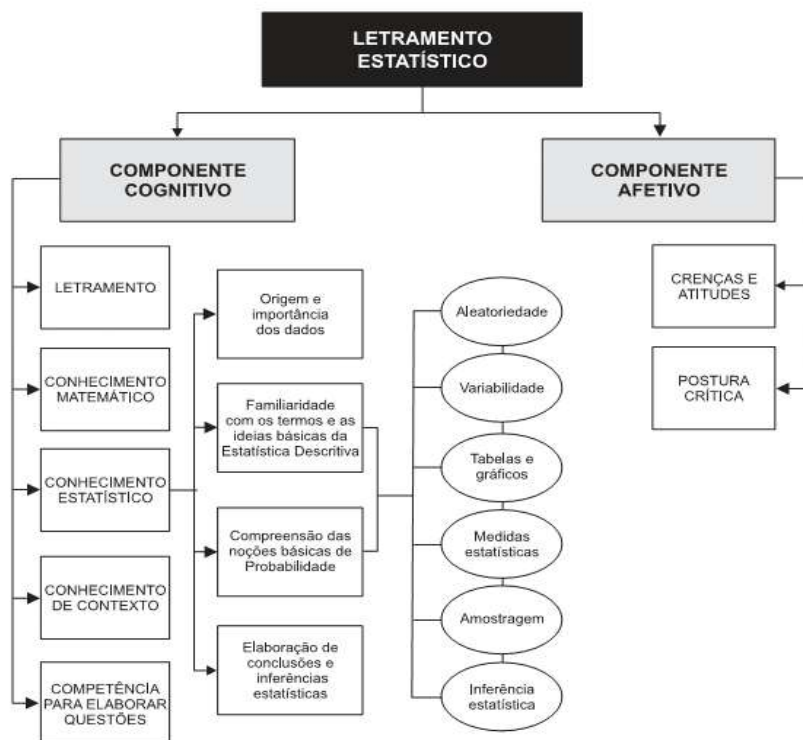 LETRAMENTO
ESTATÍSTICO
COMPONENTE
COGNITIVO
COMPONENTE
AFETIVO
LETRAMENTO
CONHECIMENTO
MATEMÁTICO
CONHECIMENTO
ESTATÍSTICO
CONHECIMENTO
DE CONTEXTO
COMPETÊNCIA
PARA ELABORAR
QUESTÕES
Origem e
importância
dos dados
Familiaridade
com os termos e as
ideias básicas da
Estatística Descritiva
Compreensão das
noções básicas de
Probabilidade
Elaboração de
conclusões e
inferências
estatísticas
Aleatoriedade
Variabilidade
Tabelas e
gráficos
Medidas
estatísticas
Amostragem
Inferência
estatística
CRENÇAS E
ATITUDES
POSTURA
CRÍTICA